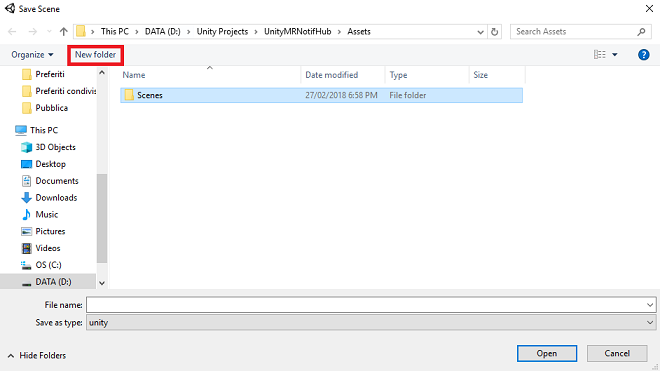 Save Scene
This PC > DATA (D:) > Unity Projects > UnityMRNotifHub > Assets
Search Assets
Organize
New folder
?
Name
Date modified
Type
Size
Preferiti
Preferiti condivis
Pubblica
This PC
3D Objects
Desktop
Documents
Downloads
Music
Pictures
Videos
OS (C:)
DATA (D:)
Scenes
27/02/2018 6:58 PM
File folder
File name:
Save as type:
unity
Hide Folders
Open
Cancel